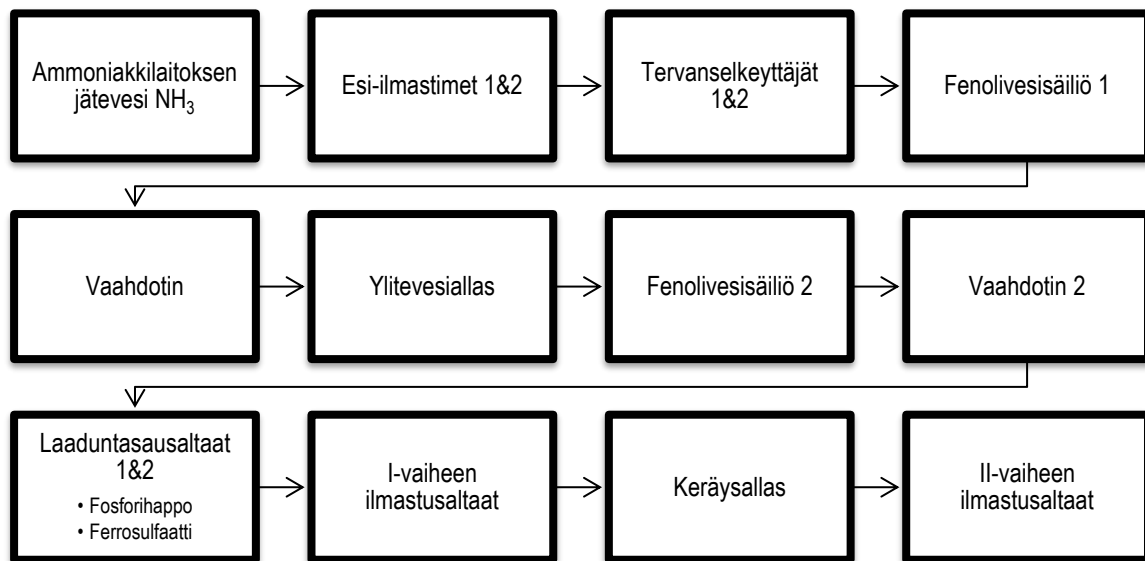 Ammoniakkilaitoksen
jätevesi NH₃
Esi-ilmastimet 1&2
Tervanselkeyttäjät
1&2
Fenolivesisäiliö 1
Vaahdotin
Ylitevesiallas
Fenolivesisäiliö 2
Vaahdotin 2
Laaduntasausaltaat
1&2
• Fosforihappo
• Ferrosulfaatti
I-vaiheen
ilmastusaltaat
Keräysallas
II-vaiheen
ilmastusaltaat